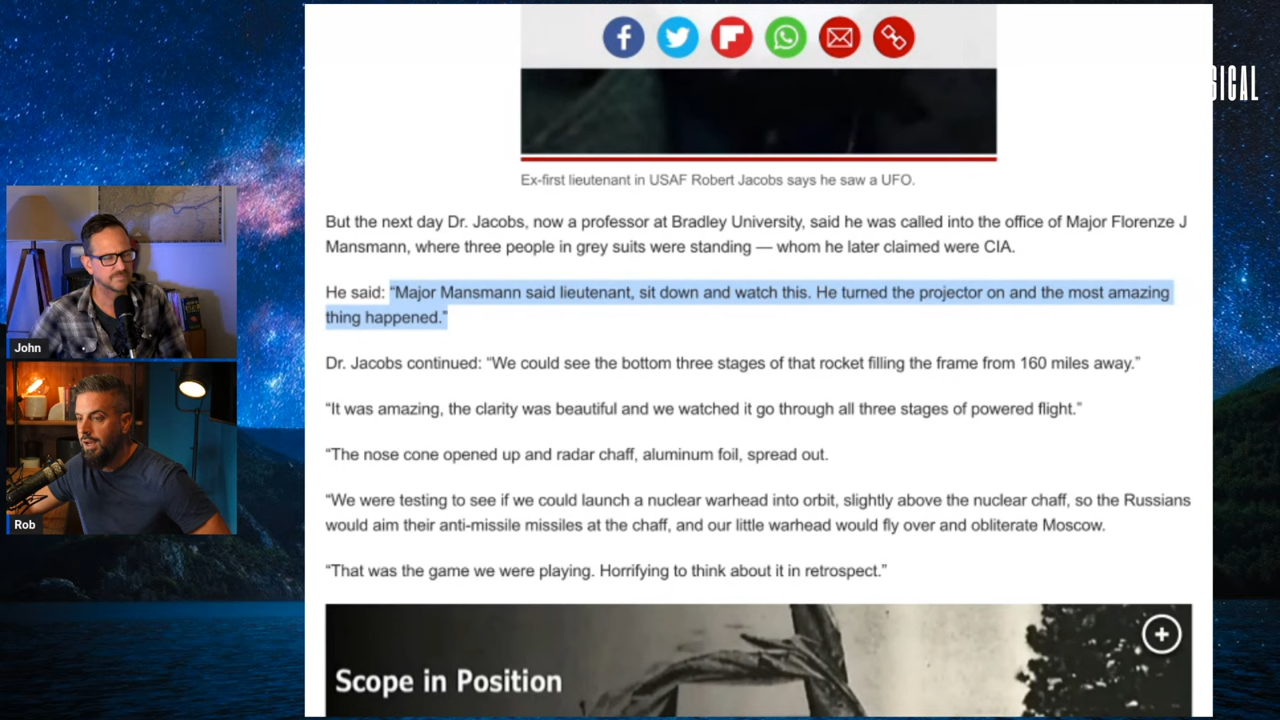 Ex-first lieutenant in USAF Robert Jacobs says he saw a UFO.
But the next day Dr. Jacobs, now a professor at Bradley University, said he was called into the office of Major Florenze J
Mansmann, where three people in grey suits were standing — whom he later claimed were CIA.
He said: “Major Mansmann said lieutenant, sit down and watch this. He turned the projector on and the most amazing
thing happened.”
Dr. Jacobs continued: “We could see the bottom three stages of that rocket filling the frame from 160 miles away.”
“It was amazing, the clarity was beautiful and we watched it go through all three stages of powered flight.”
“The nose cone opened up and radar chaff, aluminum foil, spread out.
“We were testing to see if we could launch a nuclear warhead into orbit, slightly above the nuclear chaff, so the Russians
would aim their anti-missile missiles at the chaff, and our little warhead would fly over and obliterate Moscow.
“That was the game we were playing. Horrifying to think about it in retrospect.”
Scope in Position
John
Rob